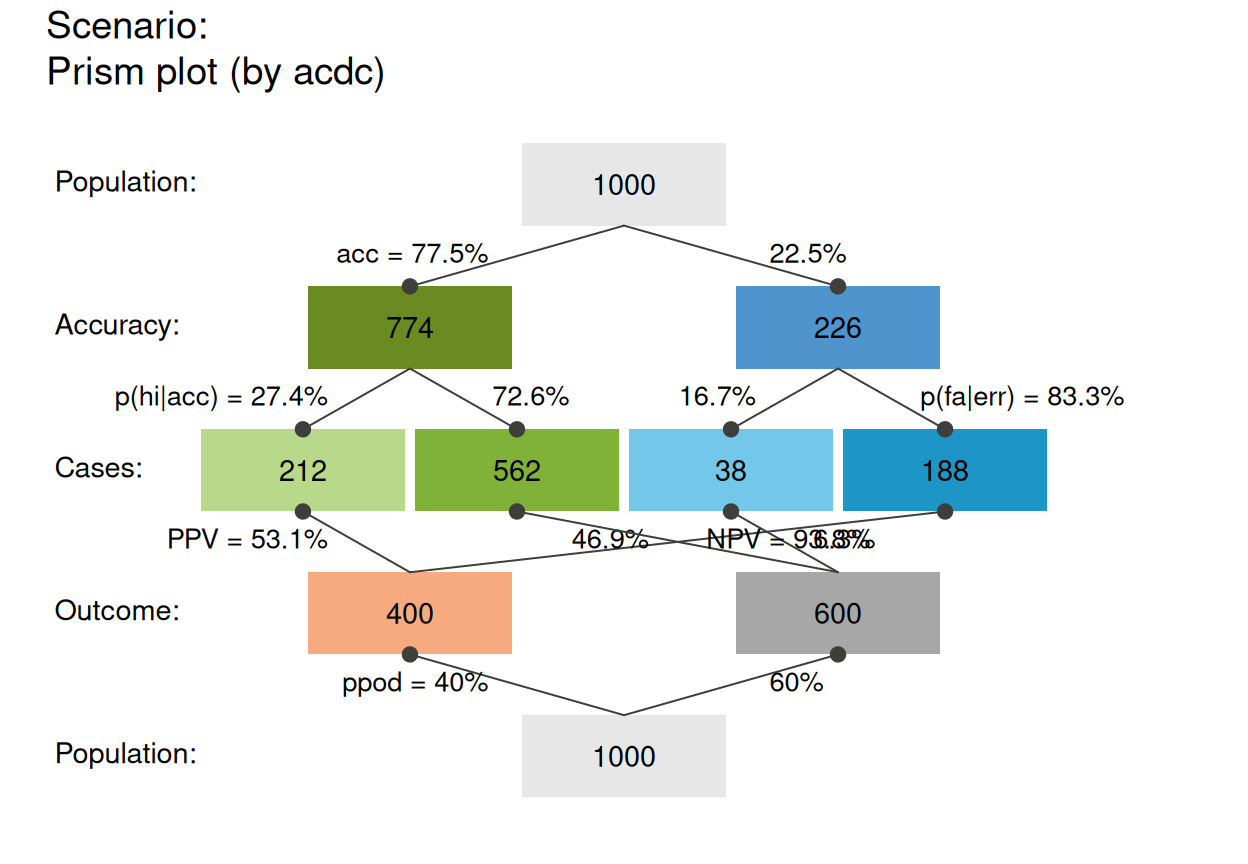 Scenario:
Prism plot (by acdc)
Population:
1000
acc = 77.5%
22.5%
Accuracy:
774
226
p(hi|acc) = 27.4%
72.6%
16.7%
p(fa|err) = 83.3%
Cases:
212
562
38
188
PPV = 53.1%
46.9%
NPV =
Outcome:
400
600
ppod = 40%
60%
Population:
1000